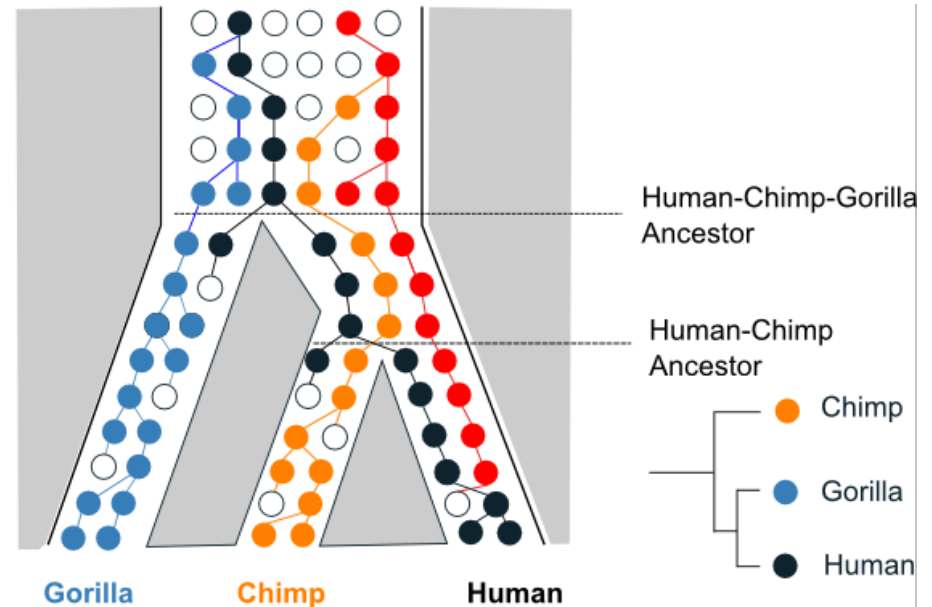 Human-Chimp-Gorilla
Ancestor
Human-Chimp
Ancestor
Chimp
Gorilla
Human
Gorilla
Chimp
Human